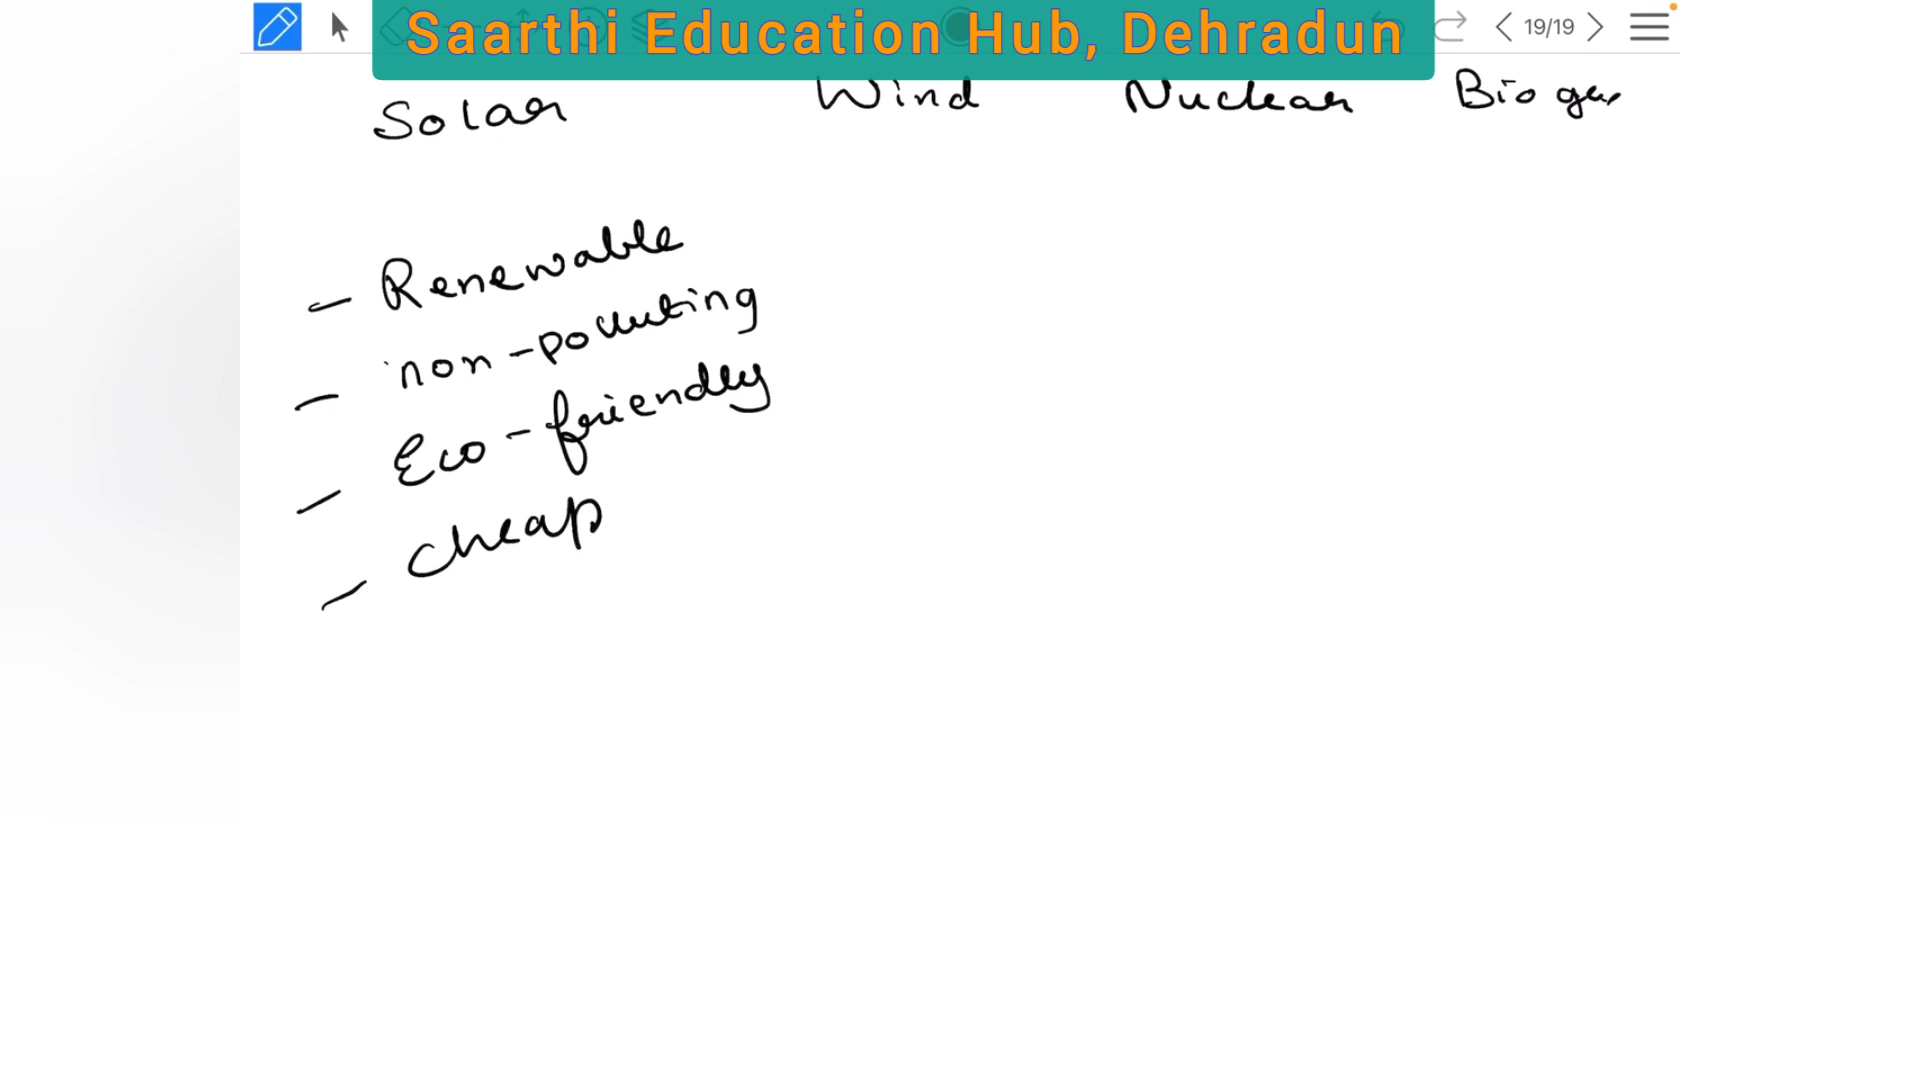 Saarthi Education Hub, Dehradun
19/19
Solar Wind Nuclear Bio gas
- Renewable
- non-polluting
- Eco-friendly
- cheap